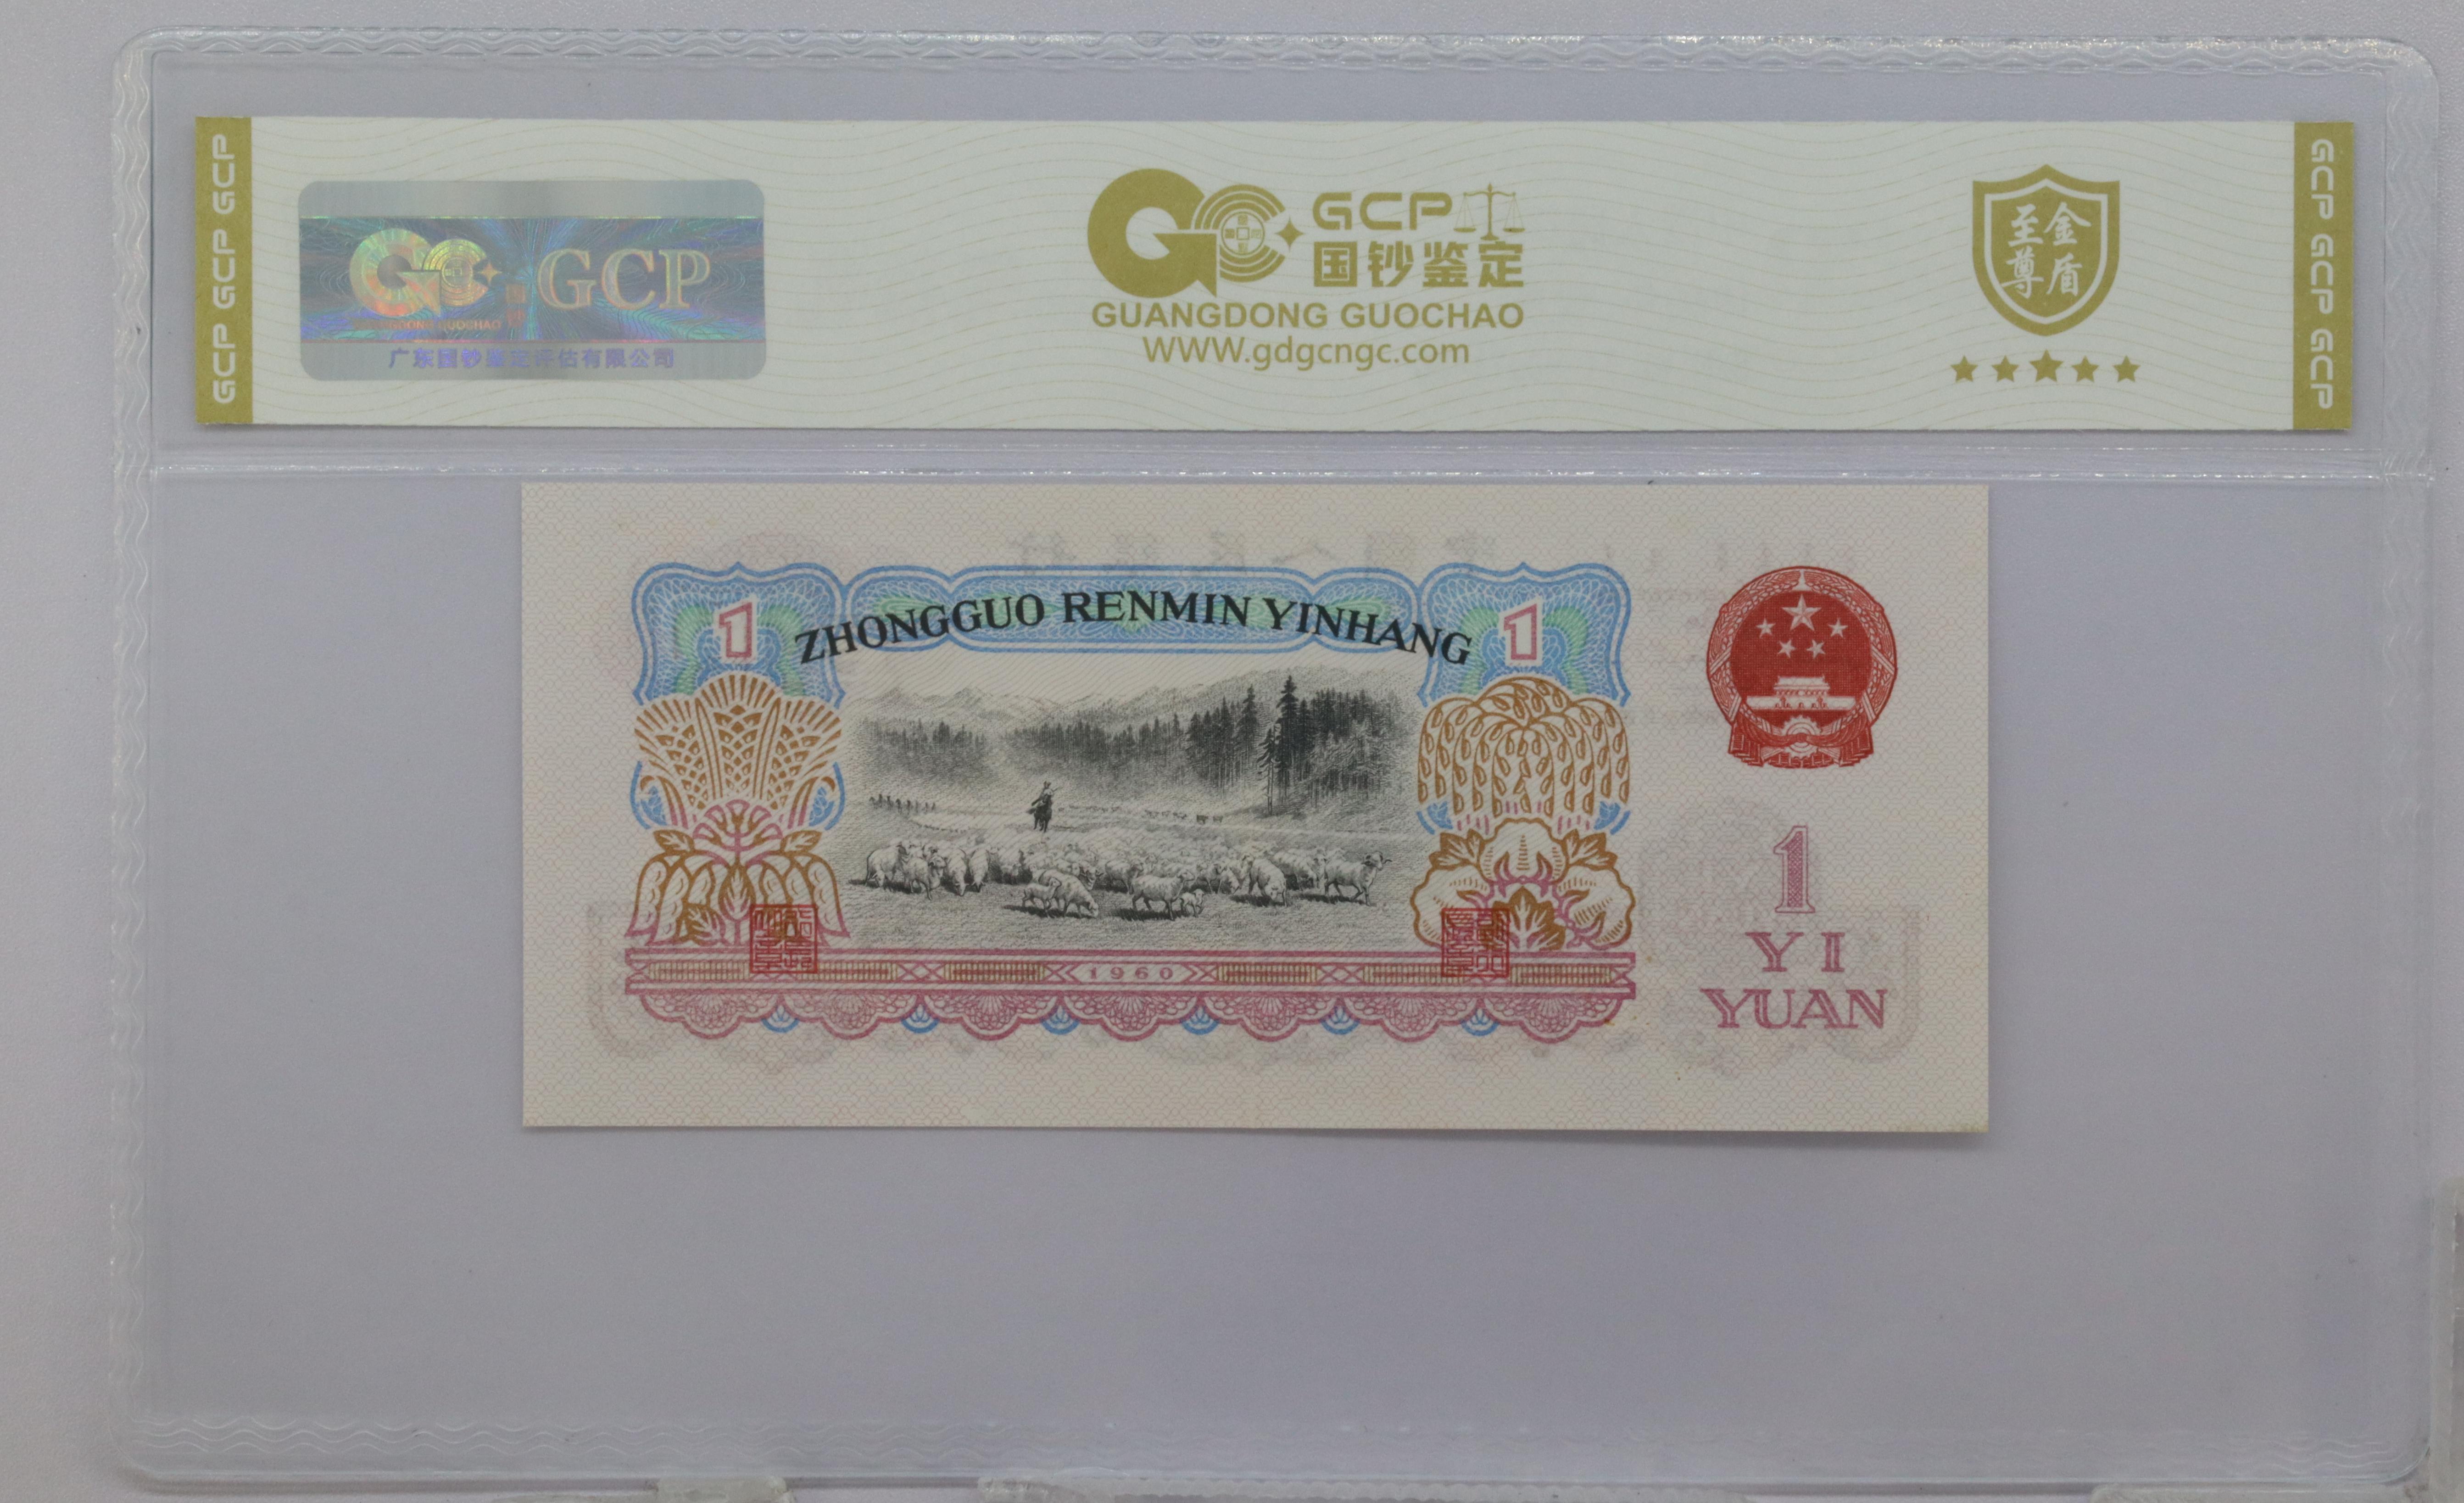 GCP GCP GCP
GCP
GUANGDONG GUOCHAO
广东国钞鉴定评估有限公司
GCP
国钞鉴定
GUANGDONG GUOCHAO
WWW.gdgcngc.com
至尊
金盾
GCP GCP GCP
1
ZHONGGUO RENMIN YINHANG
1
1960
1
YI
YUAN